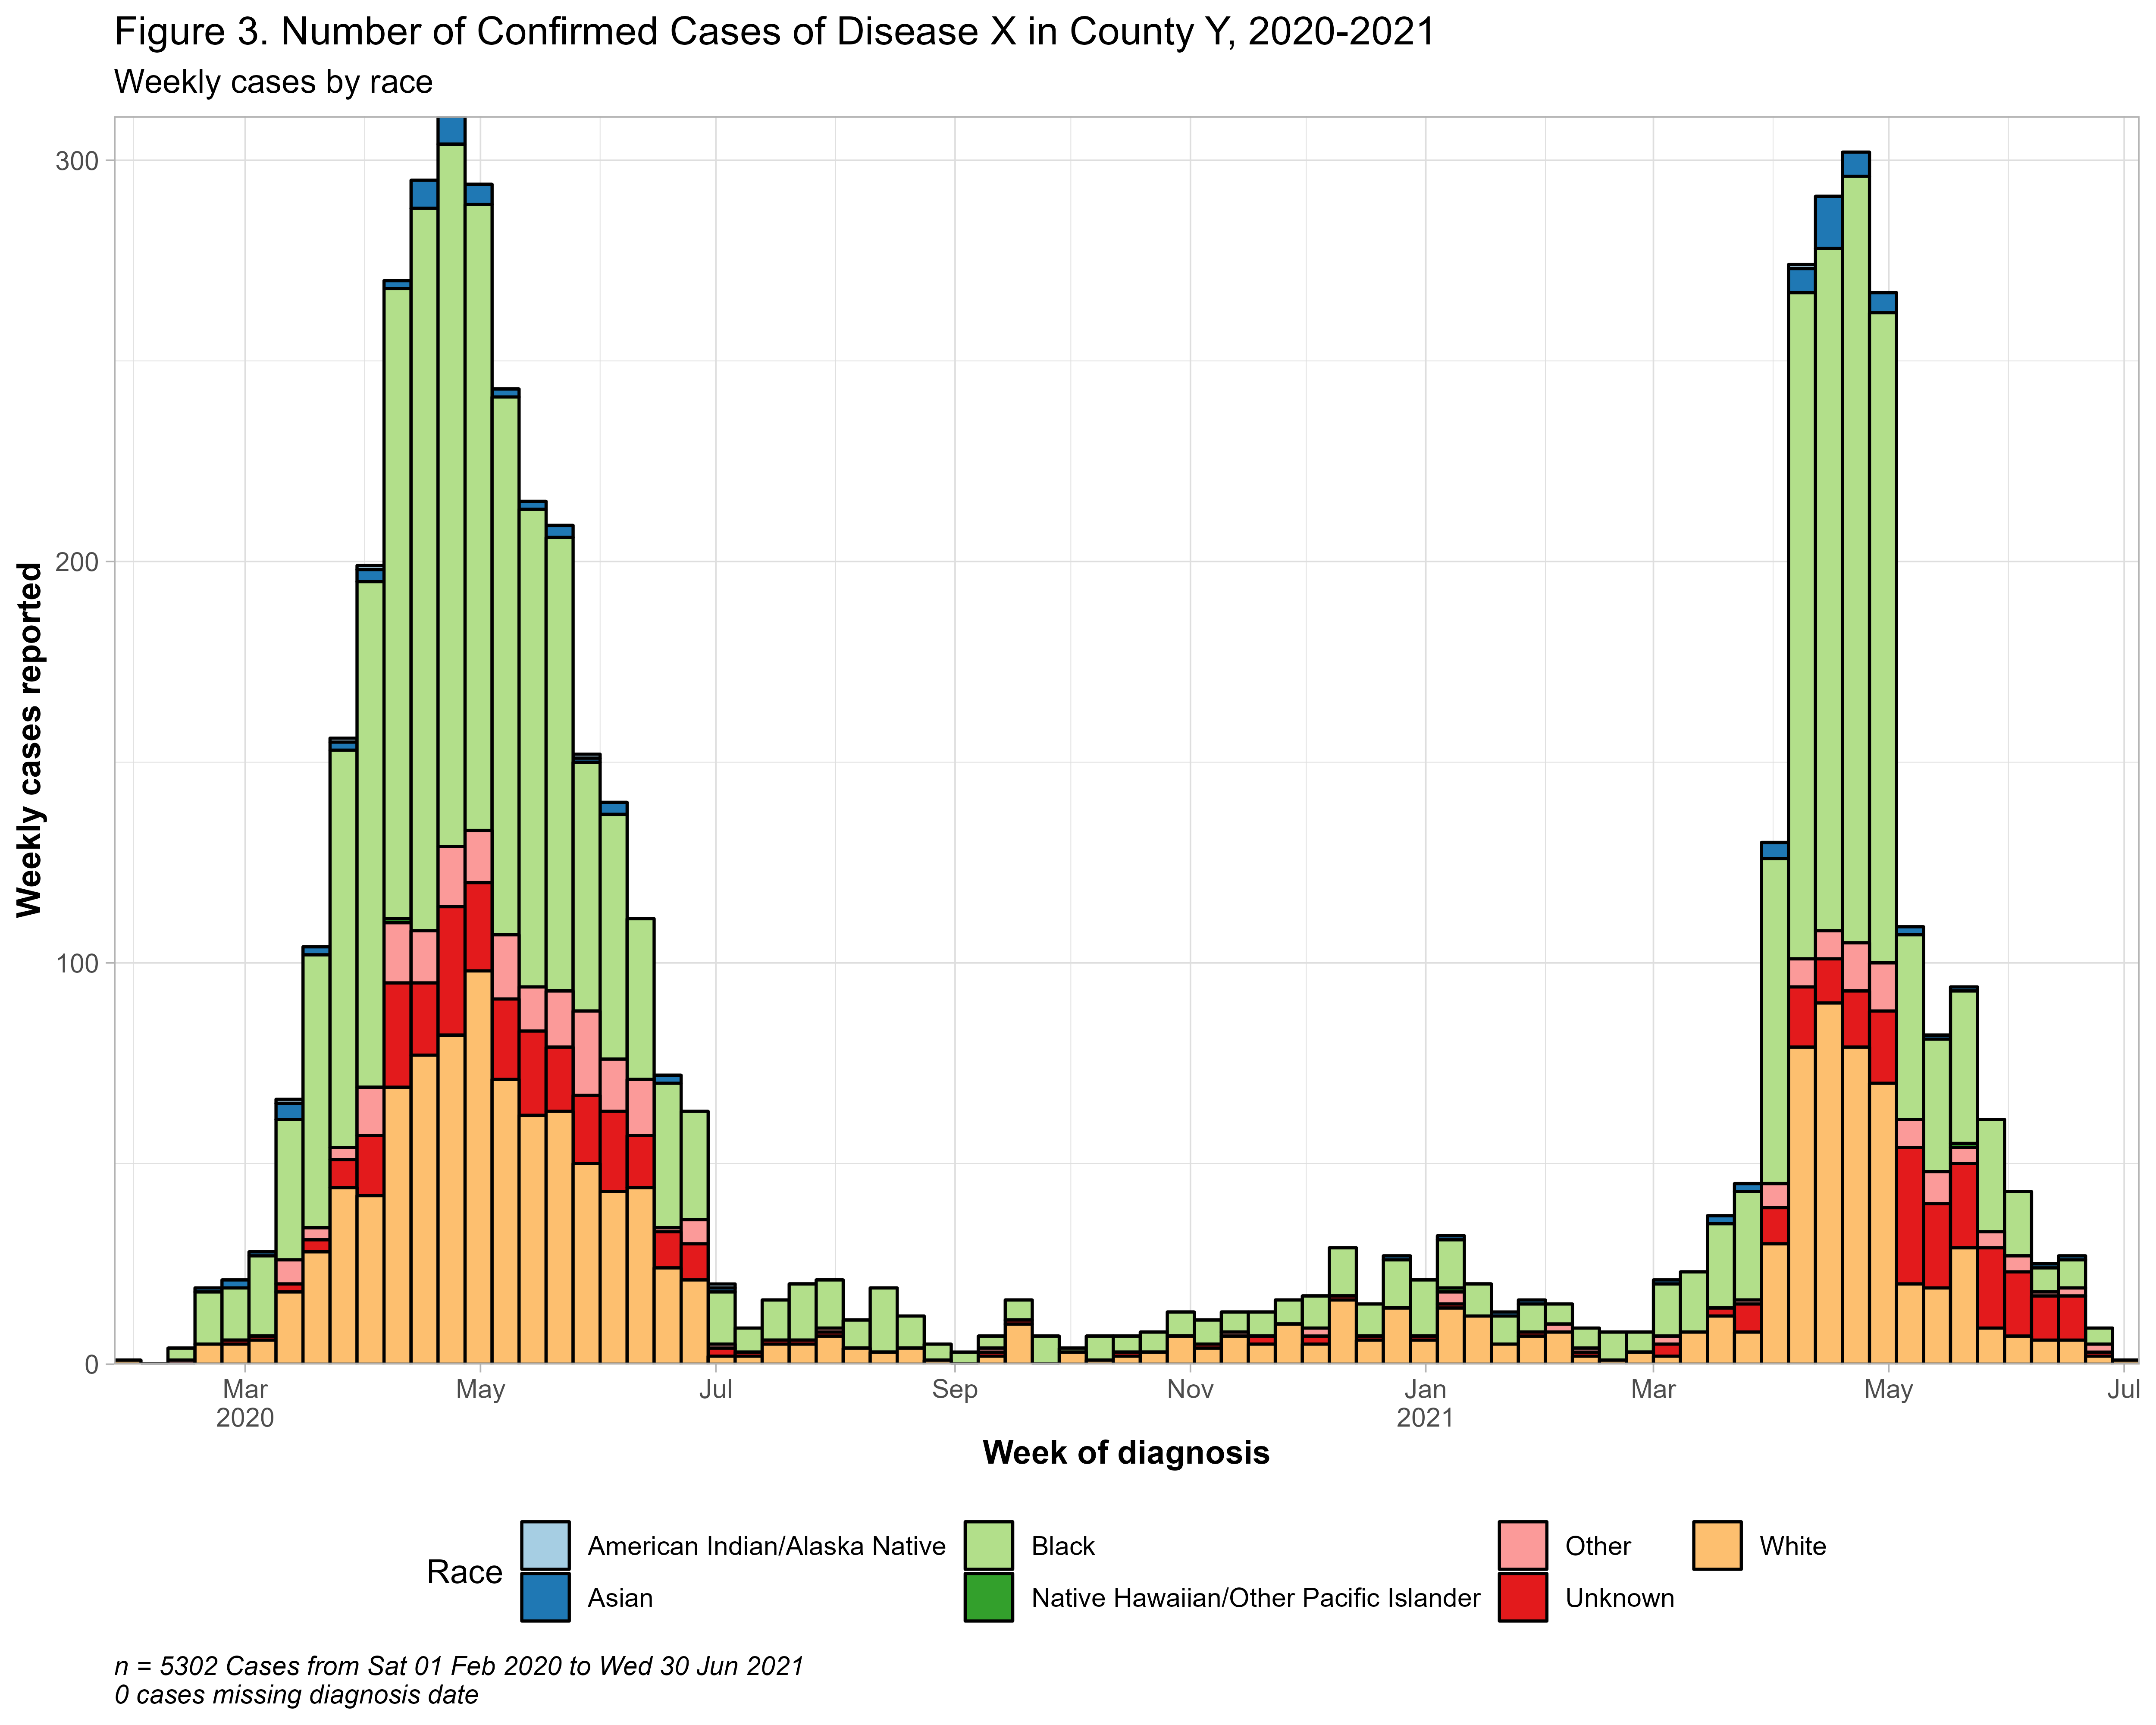 Figure 3. Number of Confirmed Cases of Disease X in County Y, 2020-2021
Weekly cases by race
300
200
100
0
Weekly cases reported
Mar May Jul Sep Nov Jan Mar May Jul
2020 2021
Week of diagnosis
Race
American Indian/Alaska Native Black Other White
Asian Native Hawaiian/Other Pacific Islander Unknown
n = 5302 Cases from Sat 01 Feb 2020 to Wed 30 Jun 2021
0 cases missing diagnosis date